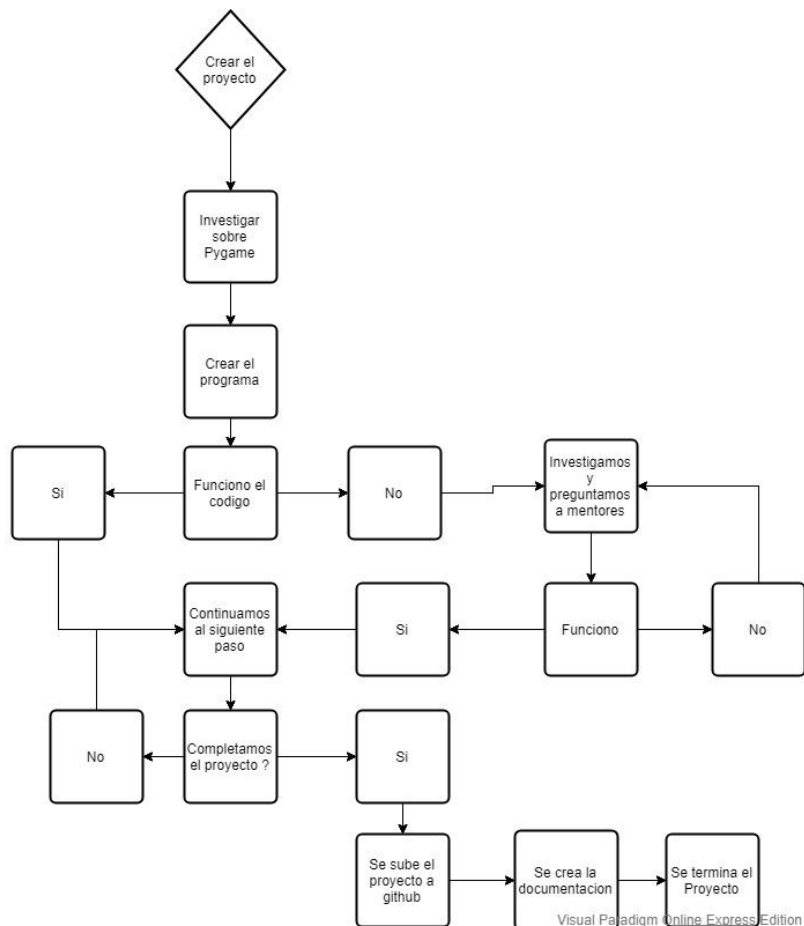 Crear el
proyecto
Investigar
sobre
Pygame
Crear el
programa
Si
Funciono el
codigo
No
Investigamos
y
preguntamos
a mentores
Continuamos
al siguiente
paso
Si
Funciono
No
No
Completamos
el proyecto ?
Si
Se sube el
proyecto a
github
Se crea la
documentacion
Se termina el
Proyecto
Visual Paradigm Online Express Edition